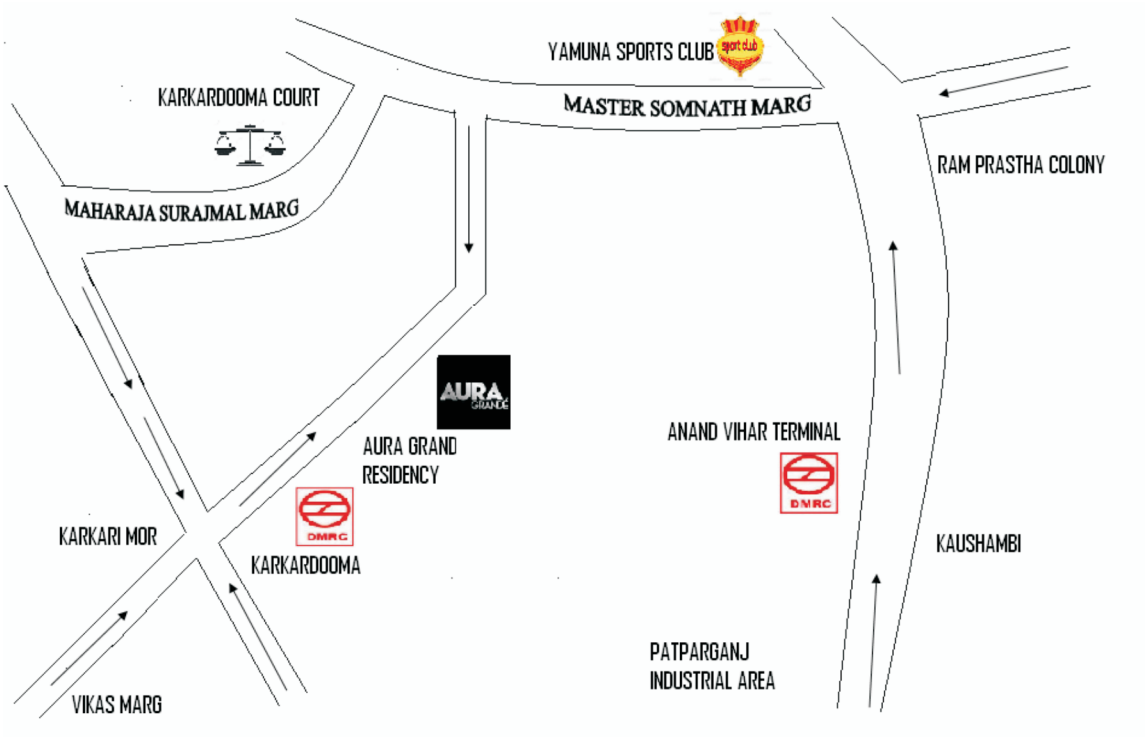 YAMUNA SPORTS CLUB
sport club
KARKARDOOMA COURT
MASTER SOMNATH MARG
RAM PRASTHA COLONY
MAHARAJA SURAJMAL MARG
AURA
GRANDE
AURA GRAND
RESIDENCY
ANAND VIHAR TERMINAL
DMRC
DMRC
KARKARI MOR
KARKARDOOMA
KAUSHAMBI
PATPARGANJ
INDUSTRIAL AREA
VIKAS MARG